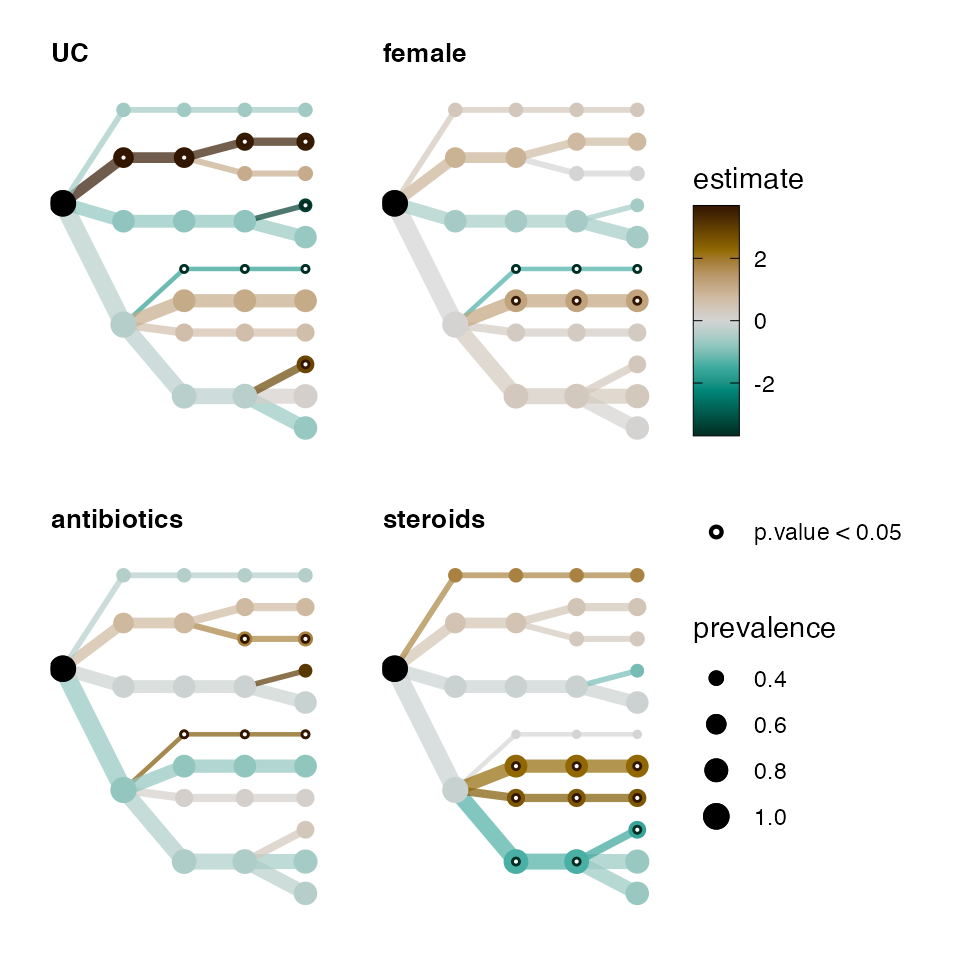 UC
female
estimate
2
0
-2
antibiotics
steroids
p.value < 0.05
prevalence
0.4
0.6
0.8
1.0